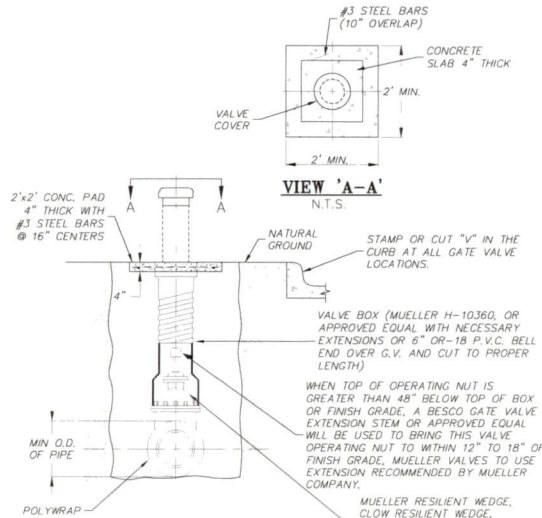 #3 STEEL BARS
(10" OVERLAP)
CONCRETE
SLAB 4" THICK
2' MIN.
VALVE
COVER
2' MIN.
VIEW 'A-A'
N.T.S.
2'x2' CONC. PAD
4" THICK WITH
#3 STEEL BARS
@ 16" CENTERS
A
A
NATURAL
GROUND
STAMP OR CUT "V" IN THE
CURB AT ALL GATE VALVE
LOCATIONS.
4"
VALVE BOX (MUELLER H-10360, OR
APPROVED EQUAL WITH NECESSARY
EXTENSIONS OR 6" OR-18 P.V.C. BELL
END OVER G.V. AND CUT TO PROPER
LENGTH)
WHEN TOP OF OPERATING NUT IS
GREATER THAN 48" BELOW TOP OF BOX
OR FINISH GRADE, A BESCO GATE VALVE
EXTENSION STEM OR APPROVED EQUAL
WILL BE USED TO BRING THIS VALVE
OPERATING NUT TO WITHIN 12" TO 18" OF
FINISH GRADE, MUELLER VALVES TO USE
EXTENSION RECOMMENDED BY MUELLER
COMPANY.
MIN O.D.
OF PIPE
POLYWRAP
MUELLER RESILIENT WEDGE,
CLOW RESILIENT WEDGE,